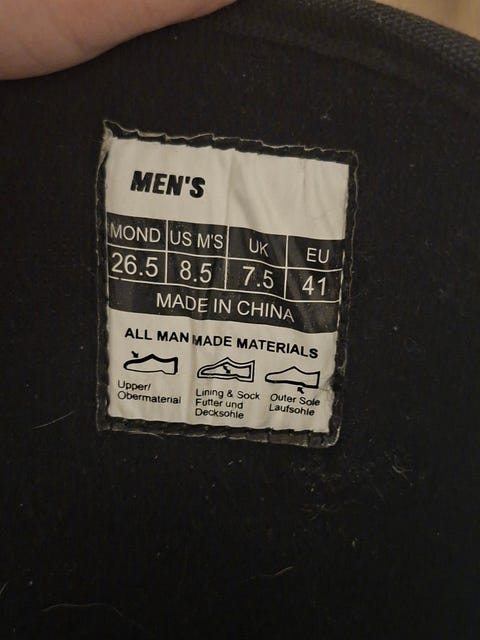 MEN'S
MOND US M'S UK EU
26.5 8.5 7.5 41
MADE IN CHINA
ALL MAN MADE MATERIALS
Upper/ Lining & Sock Outer Sole
Obermaterial Futter und Laufsohle
Decksohle